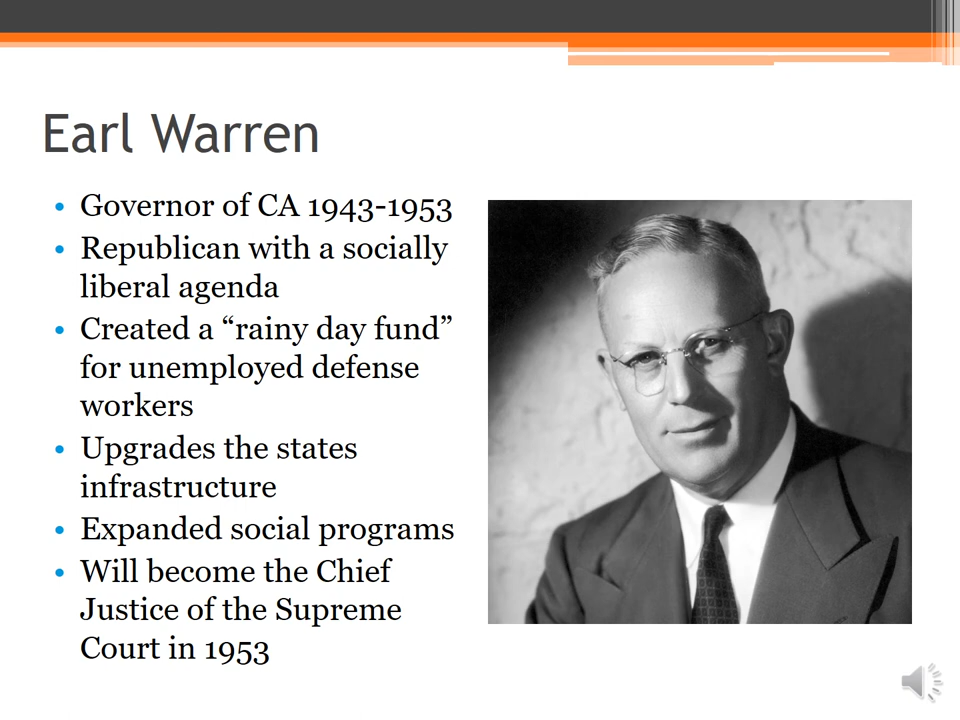 Earl Warren
• Governor of CA 1943-1953
• Republican with a socially
liberal agenda
• Created a “rainy day fund”
for unemployed defense
workers
• Upgrades the states
infrastructure
• Expanded social programs
• Will become the Chief
Justice of the Supreme
Court in 1953